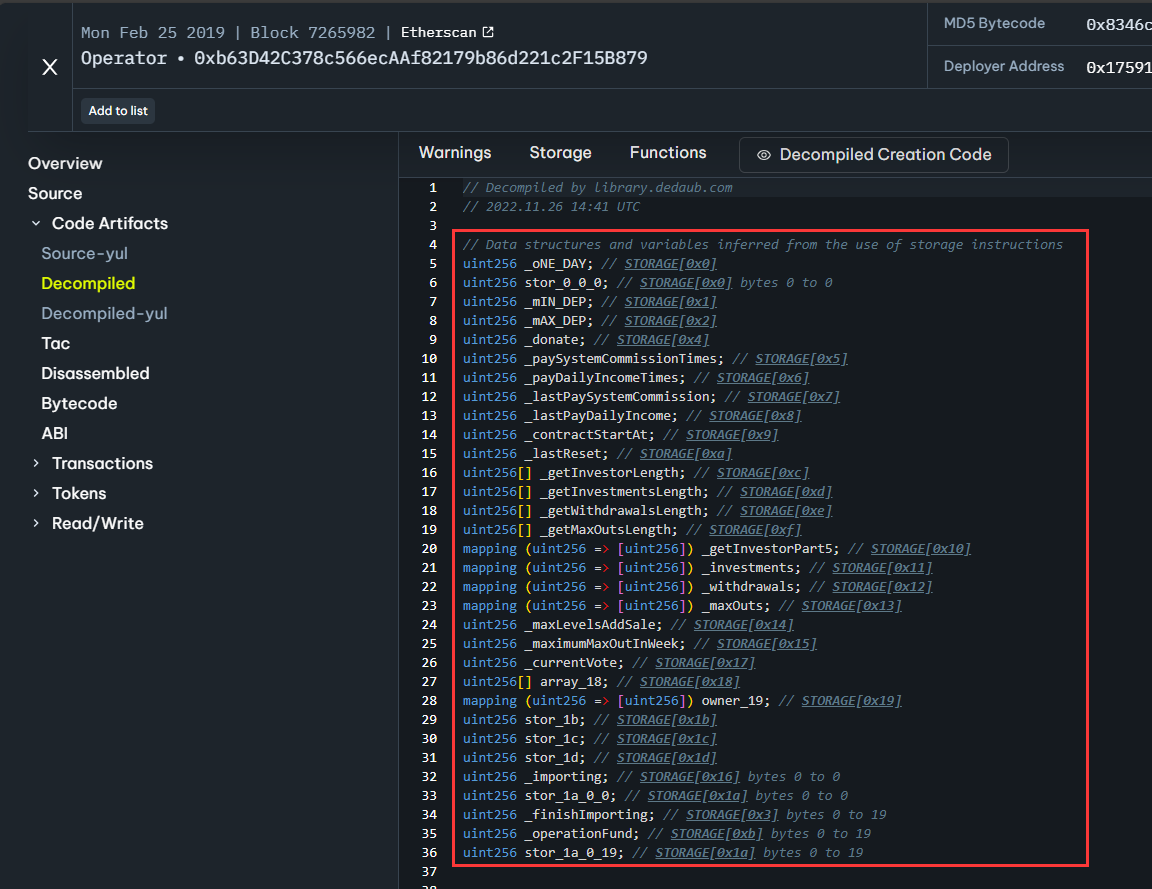 Mon Feb 25 2019 | Block 7265982 | Etherscan
Operator • 0xb63D42C378c566ecAAf82179b86d221c2F15B879
MD5 Bytecode 0x8346c
Deployer Address 0x17591
Add to list
Overview
Source
Code Artifacts
Source-yul
Decompiled
Decompiled-yul
Tac
Disassembled
Bytecode
ABI
Transactions
Tokens
Read/Write
Warnings Storage Functions Decompiled Creation Code
1 // Decompiled by library.dedaub.com
2 // 2022.11.26 14:41 UTC
3
4 // Data structures and variables inferred from the use of storage instructions
5 uint256 _oNE_DAY; // STORAGE[0x0]
6 uint256 stor_0_0_0; // STORAGE[0x0] bytes 0 to 0
7 uint256 _mIN_DEP; // STORAGE[0x1]
8 uint256 _mAX_DEP; // STORAGE[0x2]
9 uint256 _donate; // STORAGE[0x4]
10 uint256 _paySystemCommissionTimes; // STORAGE[0x5]
11 uint256 _payDailyIncomeTimes; // STORAGE[0x6]
12 uint256 _lastPaySystemCommission; // STORAGE[0x7]
13 uint256 _lastPayDailyIncome; // STORAGE[0x8]
14 uint256 _contractStartAt; // STORAGE[0x9]
15 uint256 _lastReset; // STORAGE[0xa]
16 uint256[] _getInvestorLength; // STORAGE[0xc]
17 uint256[] _getInvestmentsLength; // STORAGE[0xd]
18 uint256[] _getWithdrawalsLength; // STORAGE[0xe]
19 uint256[] _getMaxOutsLength; // STORAGE[0xf]
20 mapping (uint256 => [uint256]) _getInvestorPart5; // STORAGE[0x10]
21 mapping (uint256 => [uint256]) _investments; // STORAGE[0x11]
22 mapping (uint256 => [uint256]) _withdrawals; // STORAGE[0x12]
23 mapping (uint256 => [uint256]) _maxOuts; // STORAGE[0x13]
24 uint256 _maxLevelsAddSale; // STORAGE[0x14]
25 uint256 _maximumMaxOutInWeek; // STORAGE[0x15]
26 uint256 _currentVote; // STORAGE[0x17]
27 uint256[] array_18; // STORAGE[0x18]
28 mapping (uint256 => [uint256]) owner_19; // STORAGE[0x19]
29 uint256 stor_1b; // STORAGE[0x1b]
30 uint256 stor_1c; // STORAGE[0x1c]
31 uint256 stor_1d; // STORAGE[0x1d]
32 uint256 _importing; // STORAGE[0x16] bytes 0 to 0
33 uint256 stor_1a_0_0; // STORAGE[0x1a] bytes 0 to 0
34 uint256 _finishImporting; // STORAGE[0x3] bytes 0 to 19
35 uint256 _operationFund; // STORAGE[0xb] bytes 0 to 19
36 uint256 stor_1a_0_19; // STORAGE[0x1a] bytes 0 to 19
37